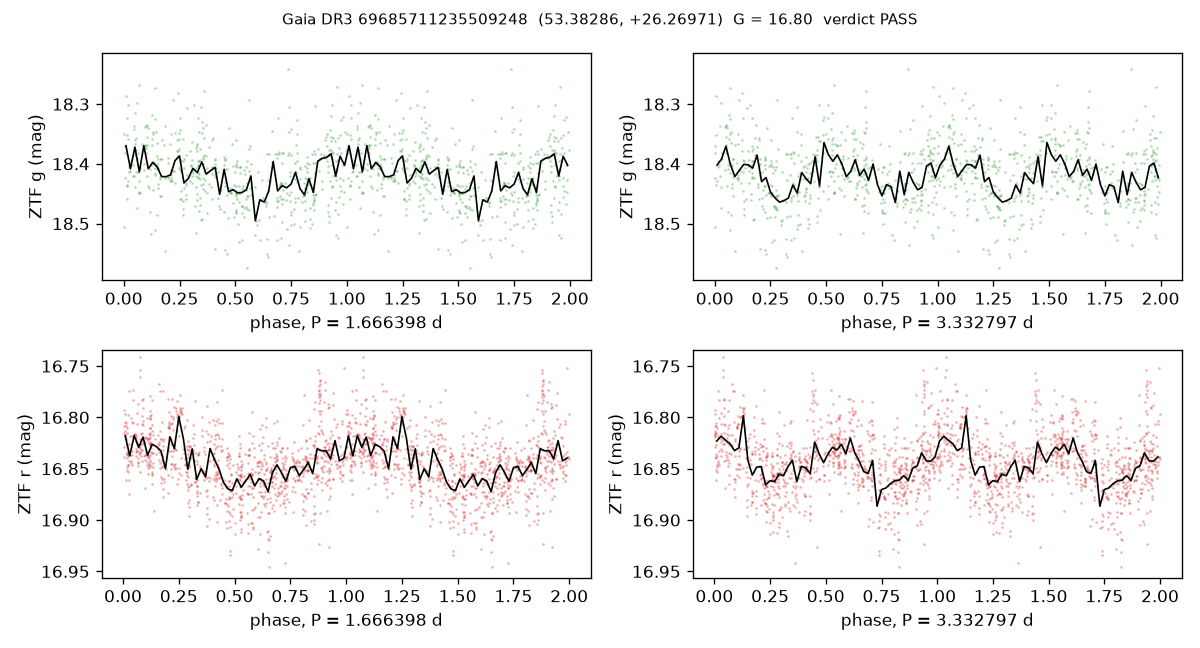 Gaia DR3 69685711235509248 (53.38286, +26.26971) G = 16.80 verdict PASS
ZTF g (mag)
18.3
18.4
18.5
0.00 0.25 0.50 0.75 1.00 1.25 1.50 1.75 2.00
phase, P = 1.666398 d
ZTF g (mag)
18.3
18.4
18.5
0.00 0.25 0.50 0.75 1.00 1.25 1.50 1.75 2.00
phase, P = 3.332797 d
ZTF r (mag)
16.75
16.80
16.85
16.90
16.95
0.00 0.25 0.50 0.75 1.00 1.25 1.50 1.75 2.00
phase, P = 1.666398 d
ZTF r (mag)
16.75
16.80
16.85
16.90
16.95
0.00 0.25 0.50 0.75 1.00 1.25 1.50 1.75 2.00
phase, P = 3.332797 d